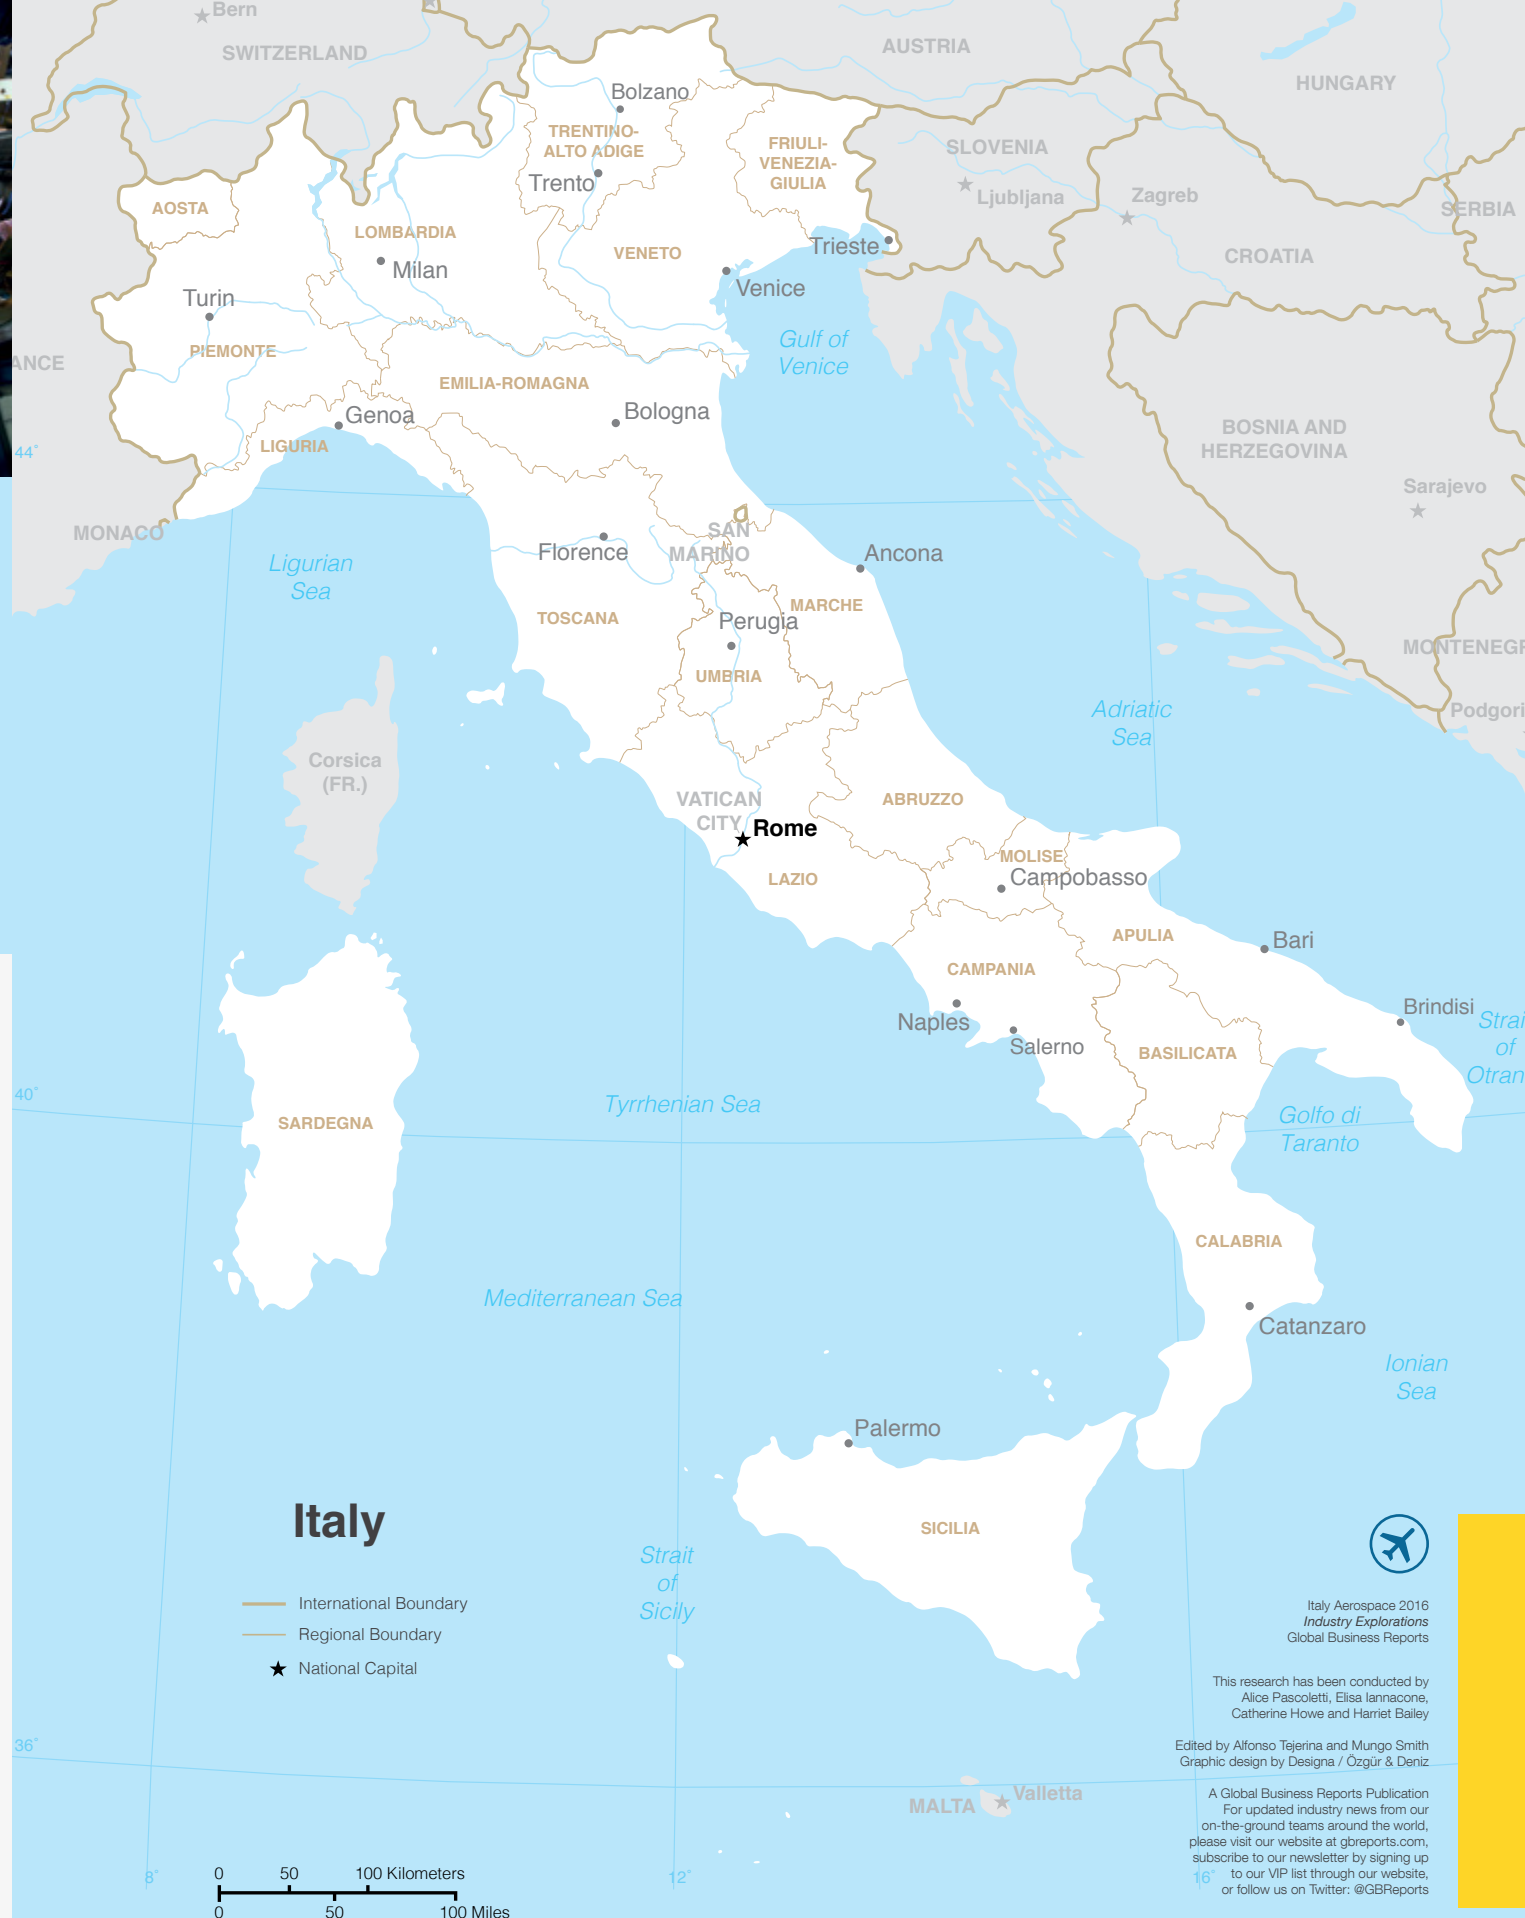 Bern
SWITZERLAND
AUSTRIA
HUNGARY
Bolzano
TRENTINO-
ALTO ADIGE
Trento
FRIULI-
VENEZIA-
GIULIA
SLOVENIA
Ljubljana
Zagreb
SERBIA
AOSTA
LOMBARDIA
Milan
VENETO
Trieste
CROATIA
Venice
Turin
PIEMONTE
Gulf of
Venice
ANCE
EMILIA-ROMAGNA
Bologna
Genoa
LIGURIA
44°
BOSNIA AND
HERZEGOVINA
Sarajevo
MONACO
SAN
MARINO
Florence
Ancona
Ligurian
Sea
TOSCANA
MARCHE
Perugia
UMBRIA
MONTENEGR
Podgori
Adriatic
Sea
Corsica
(FR.)
VATICAN
CITY
Rome
ABRUZZO
LAZIO
MOLISE
Campobasso
APULIA
Bari
CAMPANIA
Naples
Salerno
BASILICATA
Brindisi
Strai
of
Otran
40°
SARDEGNA
Tyrrhenian Sea
Golfo di
Taranto
CALABRIA
Mediterranean Sea
Catanzaro
Ionian
Sea
Palermo
SICILIA
Italy
Strait
of
Sicily
International Boundary
Regional Boundary
National Capital
Italy Aerospace 2016
Industry Explorations
Global Business Reports
This research has been conducted by
Alice Pascoletti, Elisa Iannacone,
Catherine Howe and Harriet Bailey
Edited by Alfonso Tejerina and Mungo Smith
Graphic design by Designa / Özgür & Deniz
36°
MALTA
Valletta
A Global Business Reports Publication
For updated industry news from our
on-the-ground teams around the world,
please visit our website at gbreports.com,
subscribe to our newsletter by signing up
to our VIP list through our website,
or follow us on Twitter: @GBReports
8°
12°
16°
0 50 100 Kilometers
0 50 100 Miles